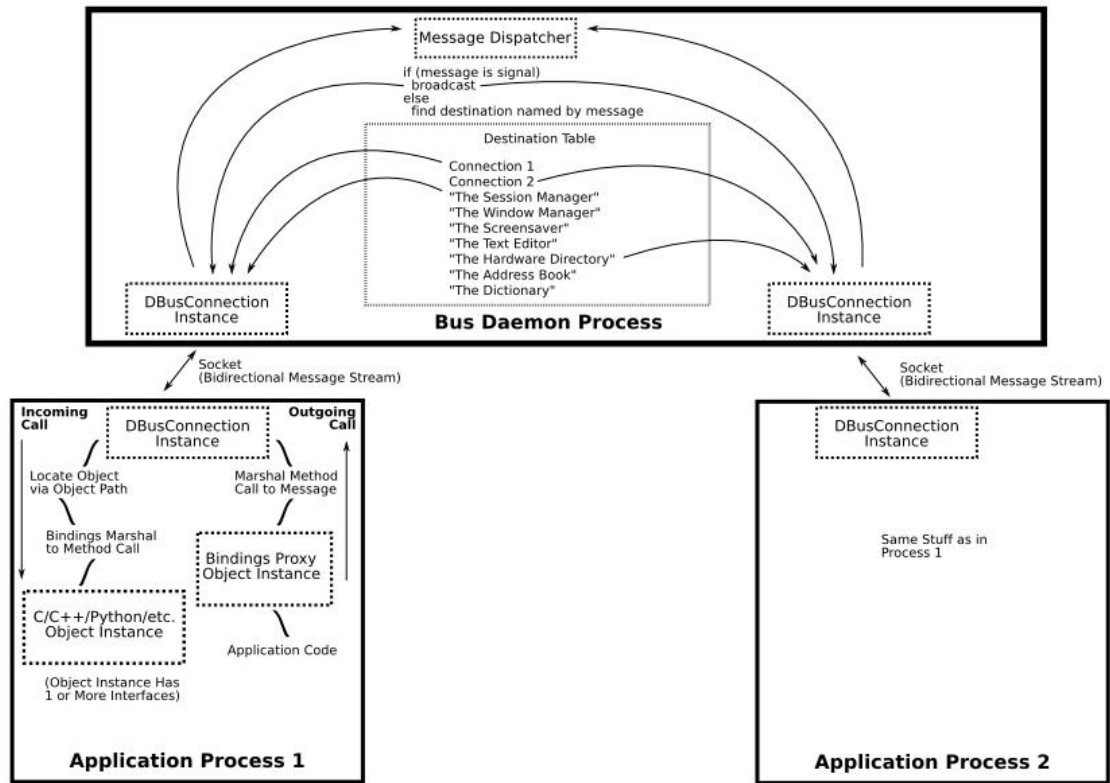 Message Dispatcher
if (message is signal)
broadcast
else
find destination named by message
Destination Table
Connection 1
Connection 2
"The Session Manager"
"The Window Manager"
"The Screensaver"
"The Text Editor"
"The Hardware Directory"
"The Address Book"
"The Dictionary"
DBusConnection
Instance
DBusConnection
Instance
Bus Daemon Process
Socket
(Bidirectional Message Stream)
Socket
(Bidirectional Message Stream)
Incoming
Call
Outgoing
Call
DBusConnection
Instance
Locate Object
via Object Path
Marshal Method
Call to Message
Bindings Marshal
to Method Call
Bindings Proxy
Object Instance
C/C++/Python/etc.
Object Instance
Application Code
(Object Instance Has
1 or More Interfaces)
Application Process 1
DBusConnection
Instance
Same Stuff as in
Process 1
Application Process 2